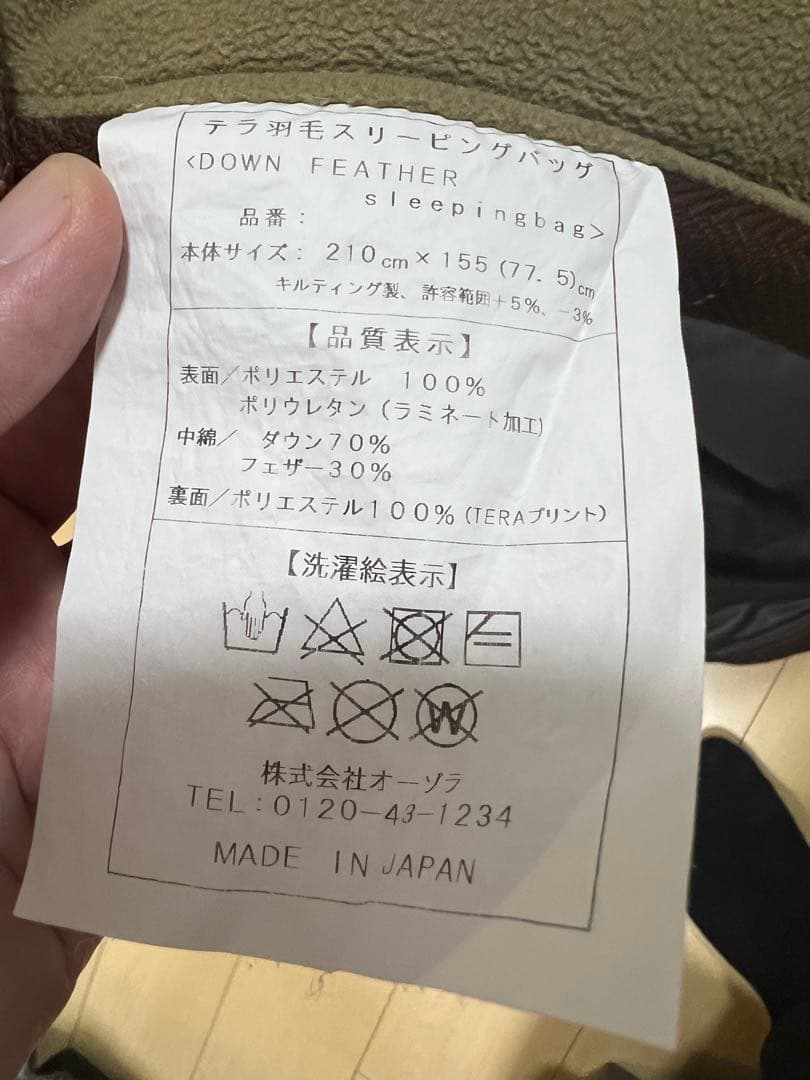 テラ羽毛スリーピングバッグ
<DOWN FEATHER
sleepingbag>
品番：
本体サイズ： 210cm×155(77.5)cm
キルティング製、許容範囲＋5％、－3％
【品質表示】
表面／ポリエステル 100％
ポリウレタン（ラミネート加工)
中綿／ ダウン70％
フェザー30％
裏面／ポリエステル100％(TERAプリント)
【洗濯絵表示】
W
株式会社オーゾラ
TEL：0120-43-1234
MADE IN JAPAN